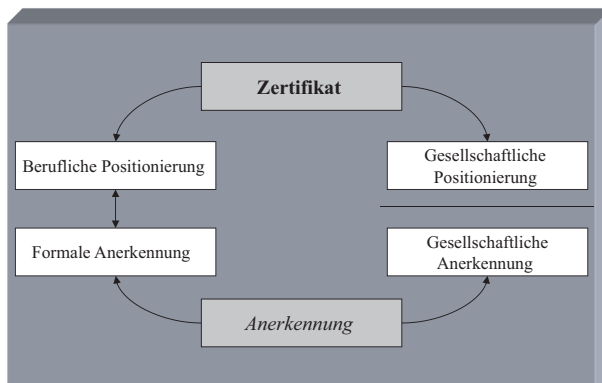 Zertifikat
Berufliche Positionierung
Gesellschaftliche
Positionierung
Formale Anerkennung
Gesellschaftliche
Anerkennung
Anerkennung